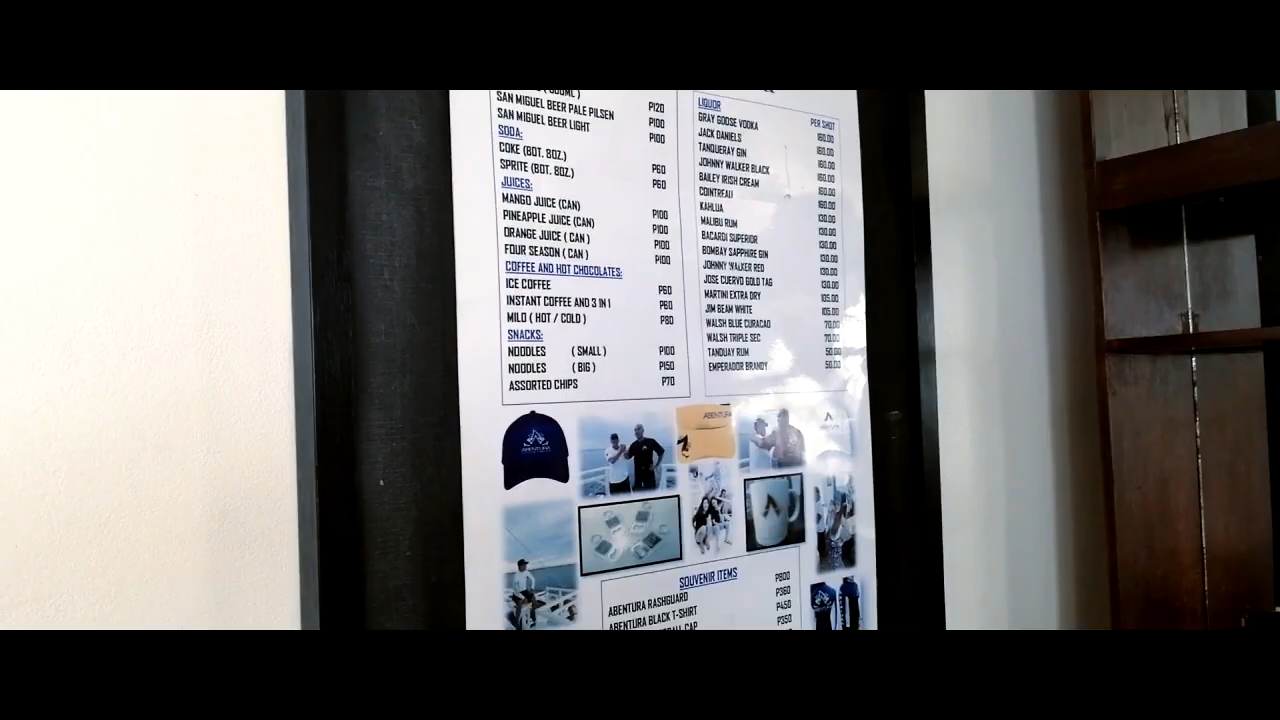 SAN MIGUEL BEER PALE PILSEN P120
SAN MIGUEL BEER LIGHT P100
P100
SODA:
COKE (BOT. 8OZ.) P60
SPRITE (BOT. 8OZ.) P60
JUICES:
MANGO JUICE (CAN) P100
PINEAPPLE JUICE (CAN) P100
ORANGE JUICE ( CAN ) P100
FOUR SEASON ( CAN ) P100
COFFEE AND HOT CHOCOLATES:
ICE COFFEE P60
INSTANT COFFEE AND 3 IN 1 P60
MILO ( HOT / COLD ) P80
SNACKS:
NOODLES ( SMALL ) P100
NOODLES ( BIG ) P150
ASSORTED CHIPS P70
LIQUOR PER SHOT
GRAY GOOSE VODKA 160.00
JACK DANIELS 160.00
TANQUERAY GIN 160.00
JOHNNY WALKER BLACK 160.00
BAILEY IRISH CREAM 160.00
COINTREAU 160.00
KAHLUA 130.00
MALIBU RUM 130.00
BACARDI SUPERIOR 130.00
BOMBAY SAPPHIRE GIN 130.00
JOHNNY WALKER RED 130.00
JOSE CUERVO GOLD TAG 130.00
MARTINI EXTRA DRY 105.00
JIM BEAM WHITE 105.00
WALSH BLUE CURACAO 70.00
WALSH TRIPLE SEC 70.00
TANDUAY RUM 50.00
EMPERADOR BRANDY 50.00
ABENTURA
ABENTURA
SOUVENIR ITEMS
ABENTURA RASHGUARD P800
ABENTURA BLACK T-SHIRT P360
CAP P450
P350